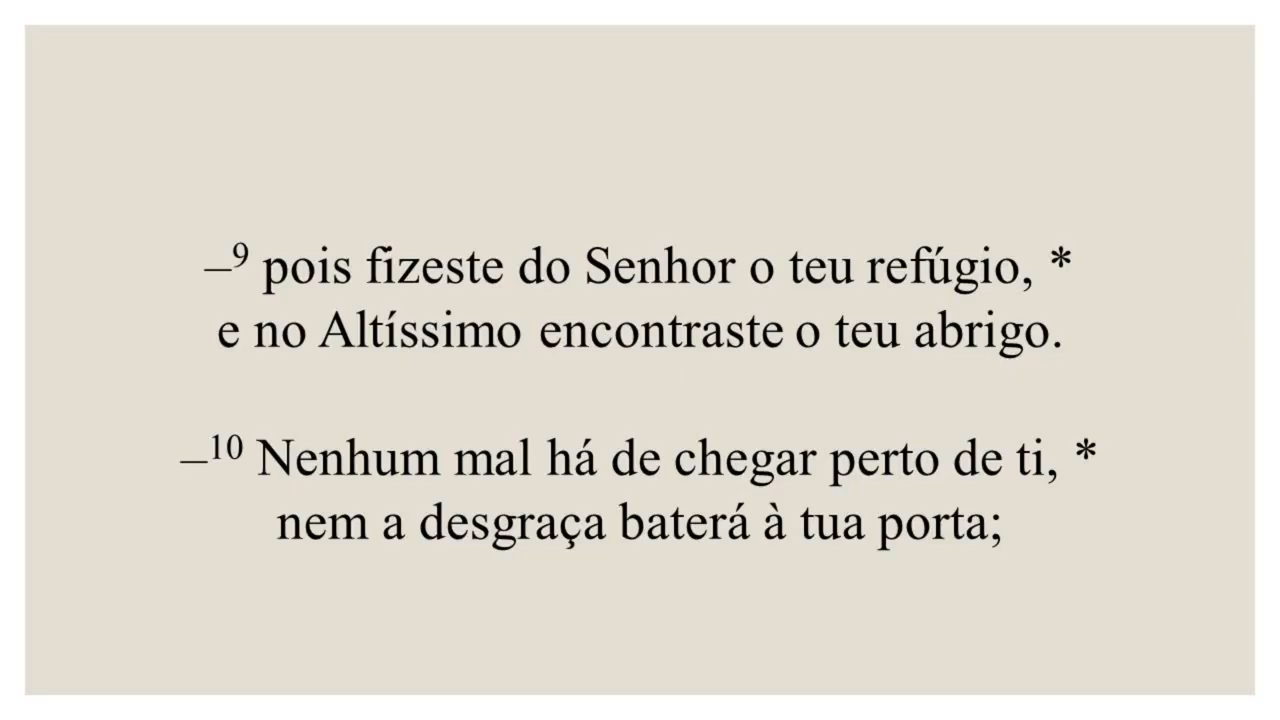 –⁹ pois fizeste do Senhor o teu refúgio, *
e no Altíssimo encontraste o teu abrigo.
–¹⁰ Nenhum mal há de chegar perto de ti, *
nem a desgraça baterá à tua porta;